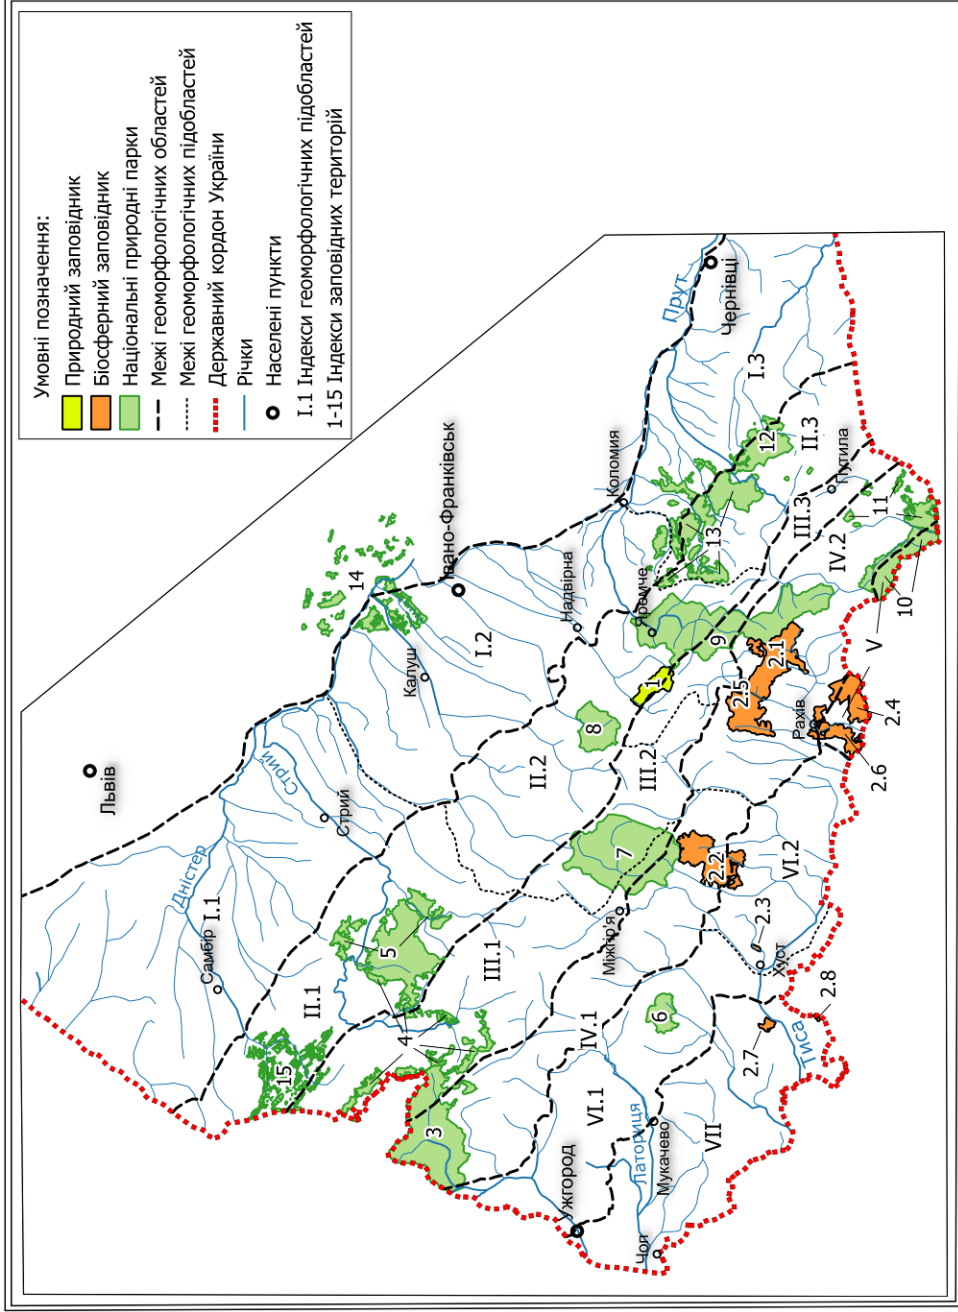 Умовні позначення:
Природний заповідник
Біосферний заповідник
Національні природні парки
Межі геоморфологічних областей
Межі геоморфологічних підобластей
Державний кордон України
Річки
Населені пункти
I.1 Індекси геоморфологічних підобластей
1-15 Індекси заповідних територій
Львів
Дністер
Самбір
I.1
Стрий
Стрий
15
II.1
5
4
3
III.1
14
Івано-Франківськ
Калуш
I.2
Надвірна
Коломия
Прут
Чернівці
I.3
II.2
8
1
Яремче
13
12
II.3
Путила
III.3
IV.2
11
10
9
V
7
III.2
Міжгір'я
2.5
2.1
Рахів
2.4
2.6
2.2
VI.2
2.3
Хуст
2.8
2.7
Тиса
6
IV.1
VI.1
Латориця
Мукачево
VII
Ужгород
Чоп